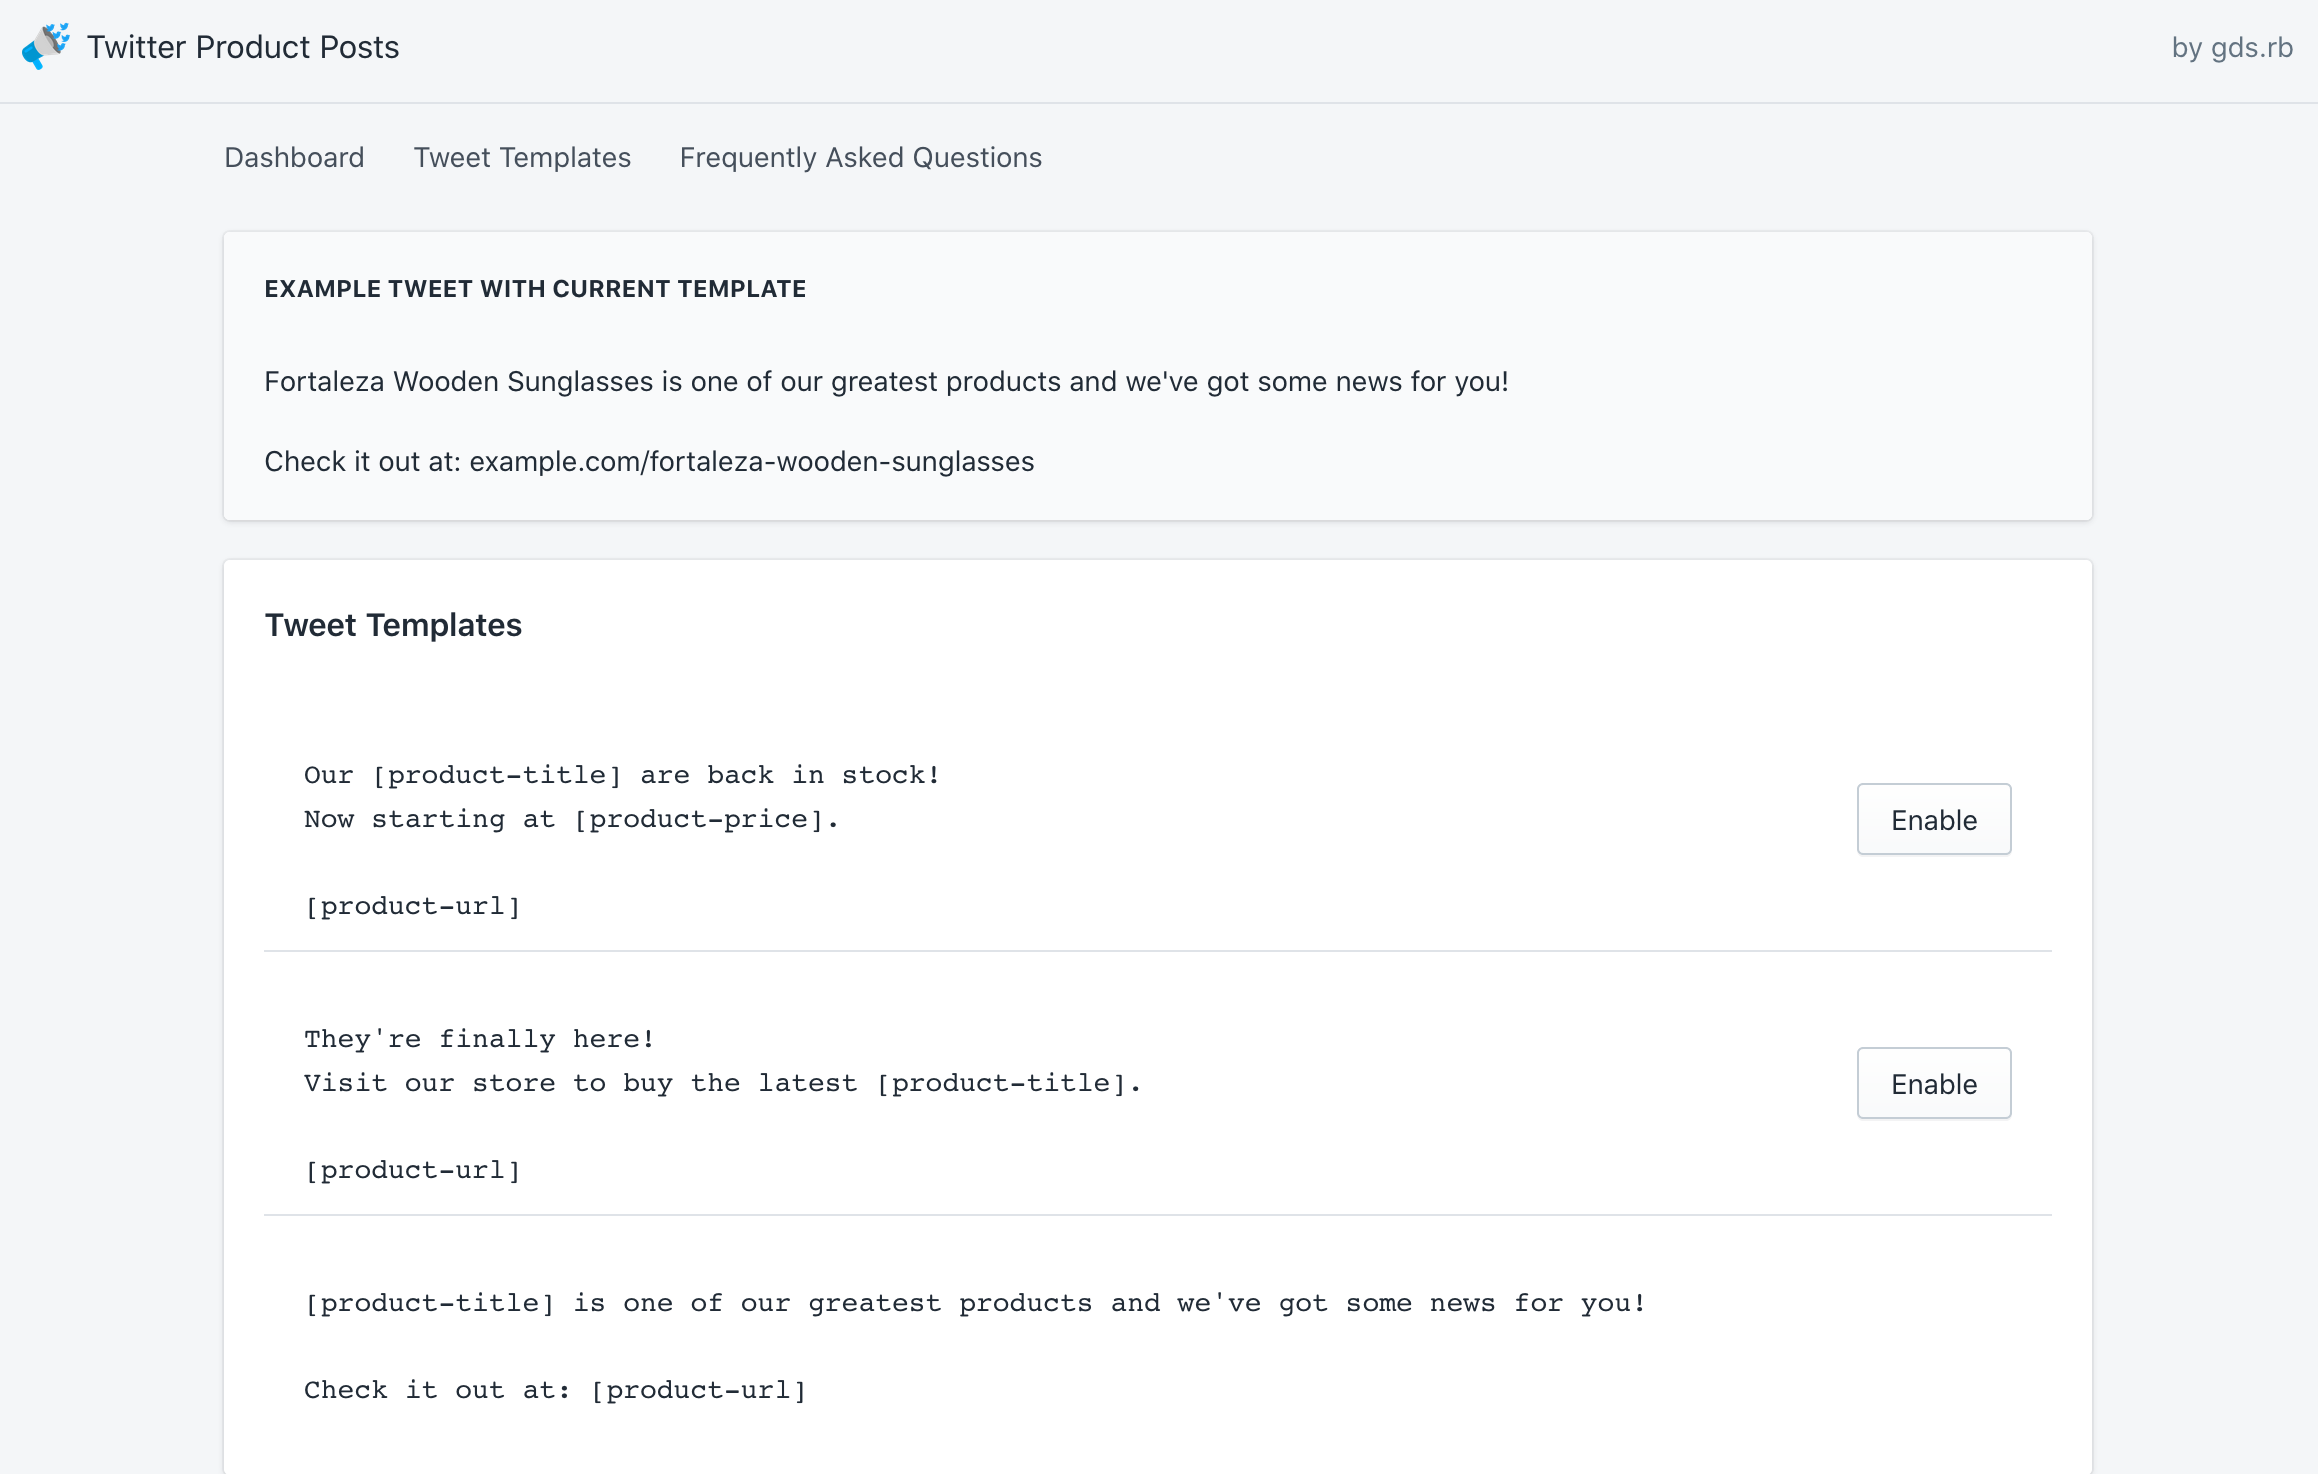 Twitter Product Posts
by gds.rb
Dashboard
Tweet Templates
Frequently Asked Questions
EXAMPLE TWEET WITH CURRENT TEMPLATE
Fortaleza Wooden Sunglasses is one of our greatest products and we've got some news for you!
Check it out at: example.com/fortaleza-wooden-sunglasses
Tweet Templates
Our [product-title] are back in stock!
Now starting at [product-price].
[product-url]
Enable
They're finally here!
Visit our store to buy the latest [product-title].
[product-url]
Enable
[product-title] is one of our greatest products and we've got some news for you!
Check it out at: [product-url]